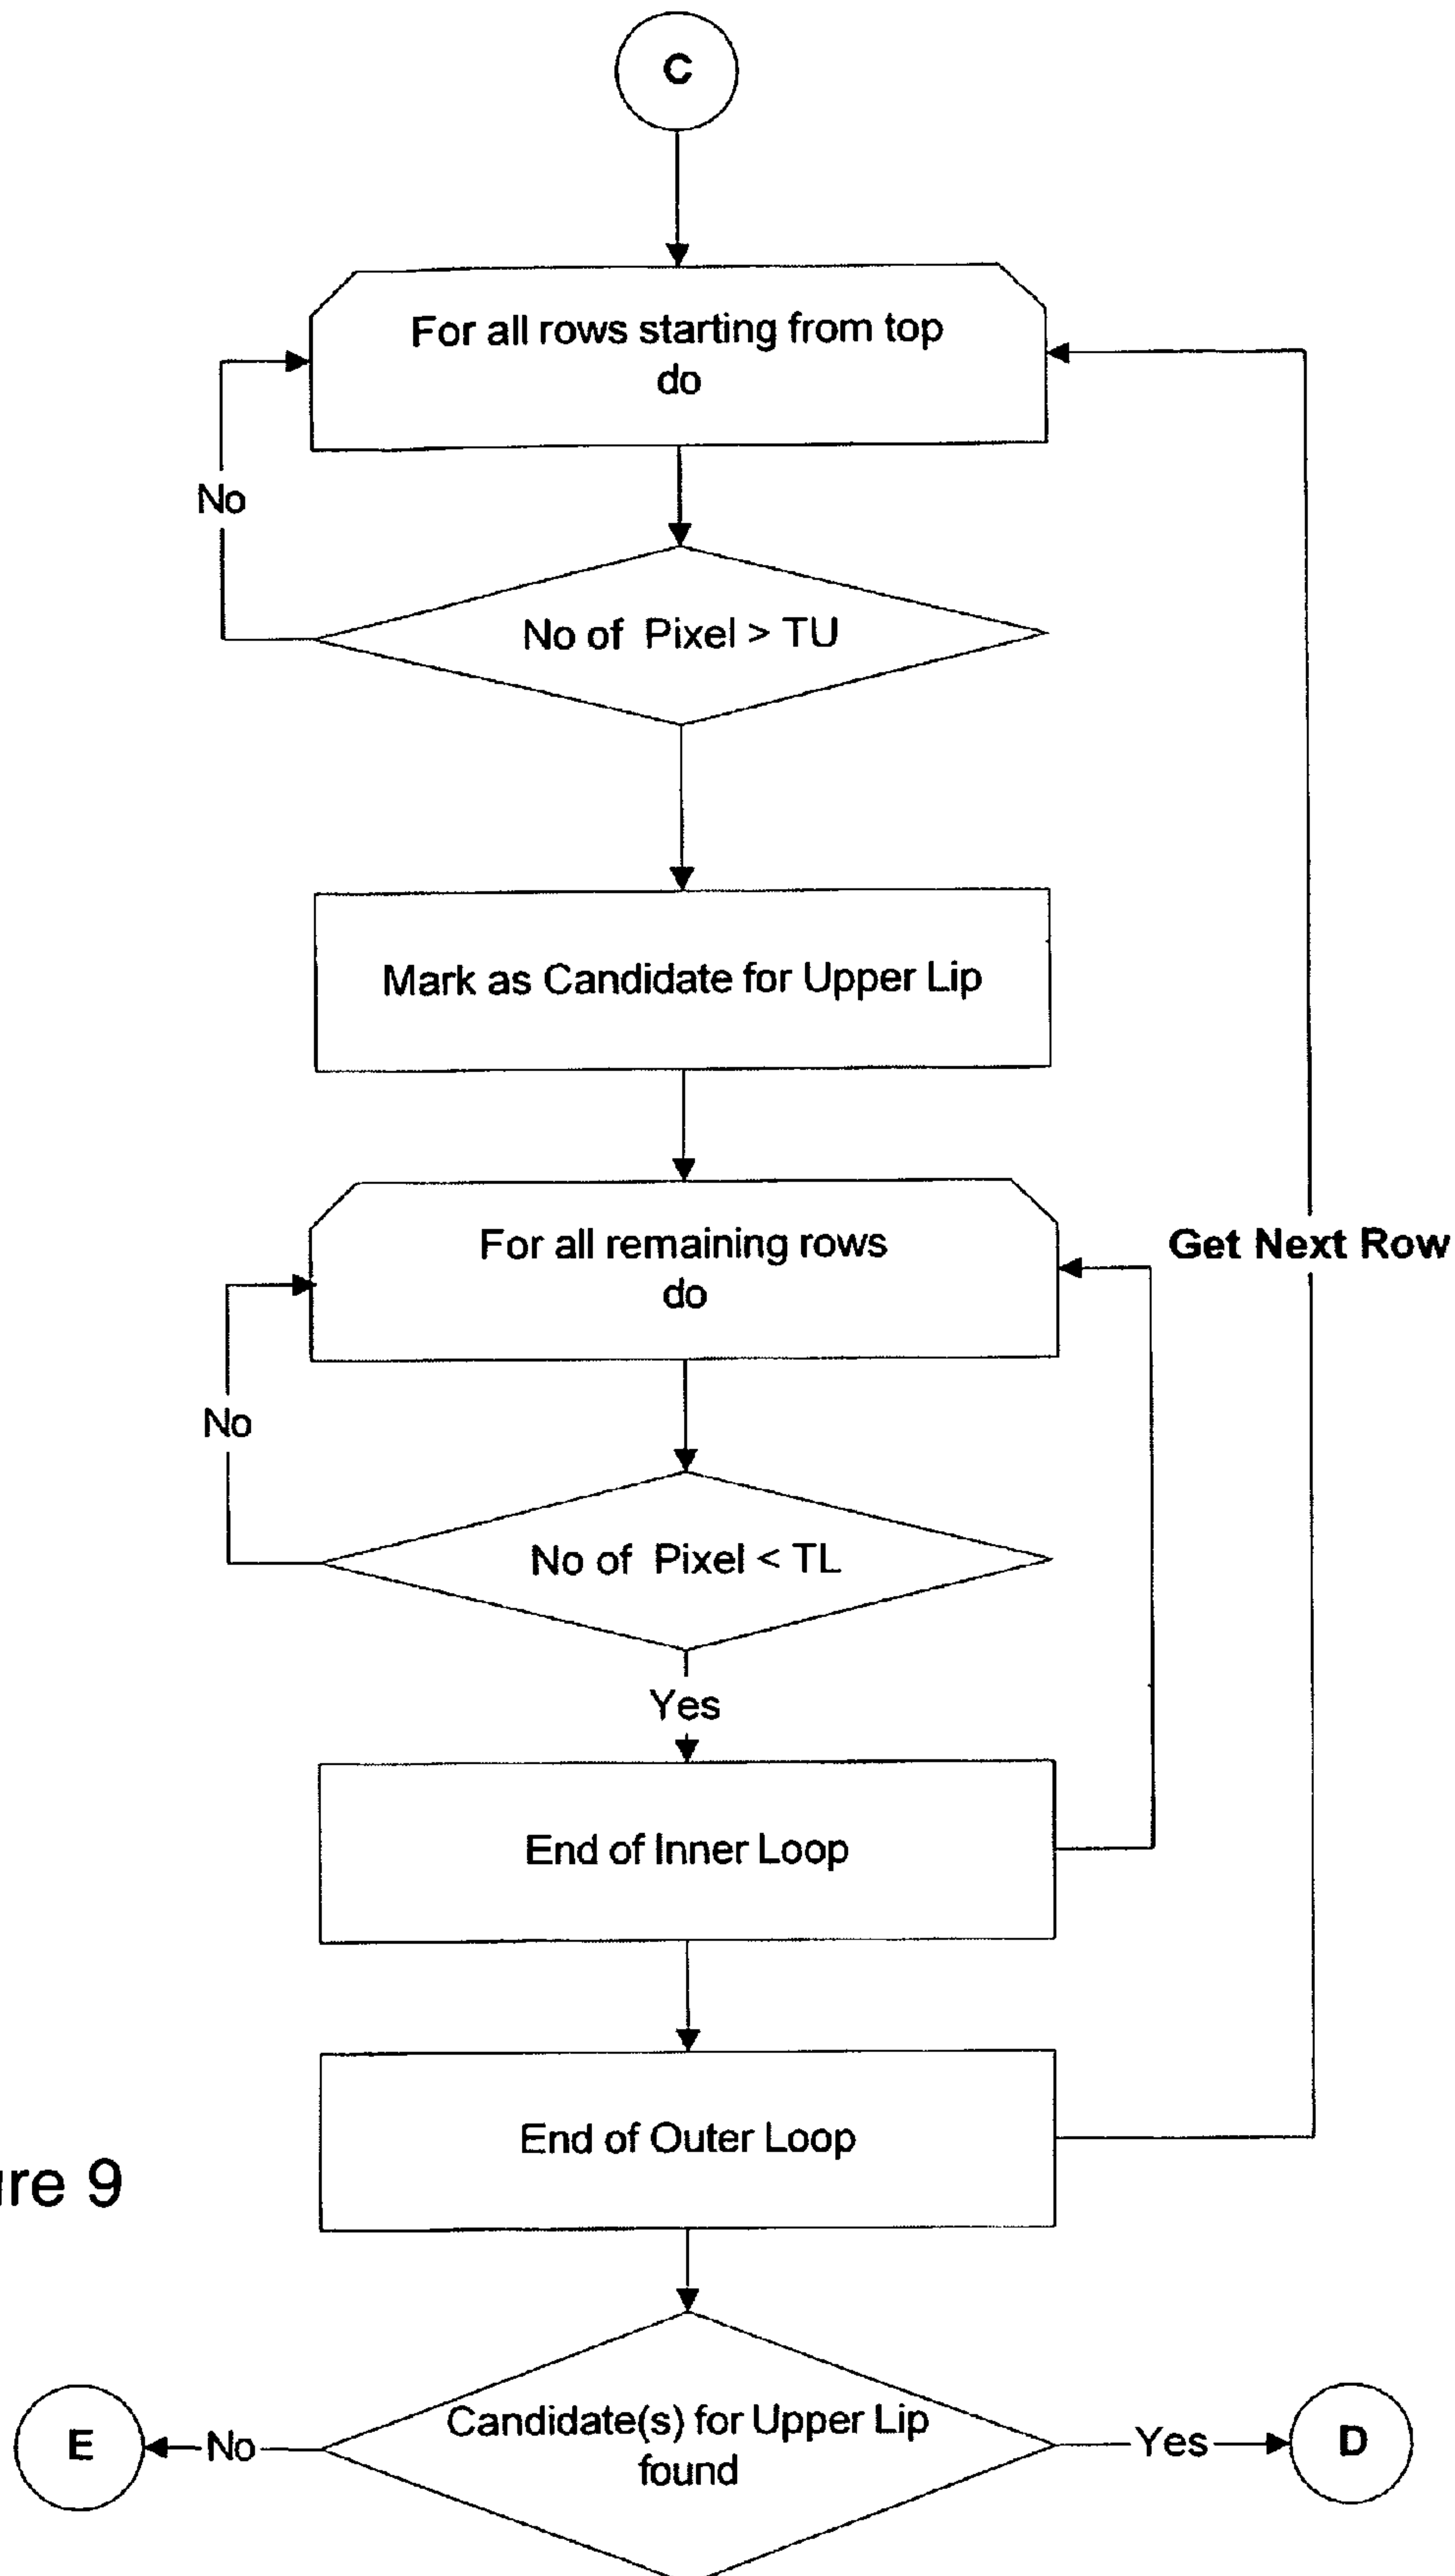 C
For all rows starting from top
do
No
No of Pixel > TU
Mark as Candidate for Upper Lip
For all remaining rows
do
Get Next Row
No
No of Pixel < TL
Yes
End of Inner Loop
End of Outer Loop
9
Candidate(s) for Upper Lip
found
E
No
Yes
D